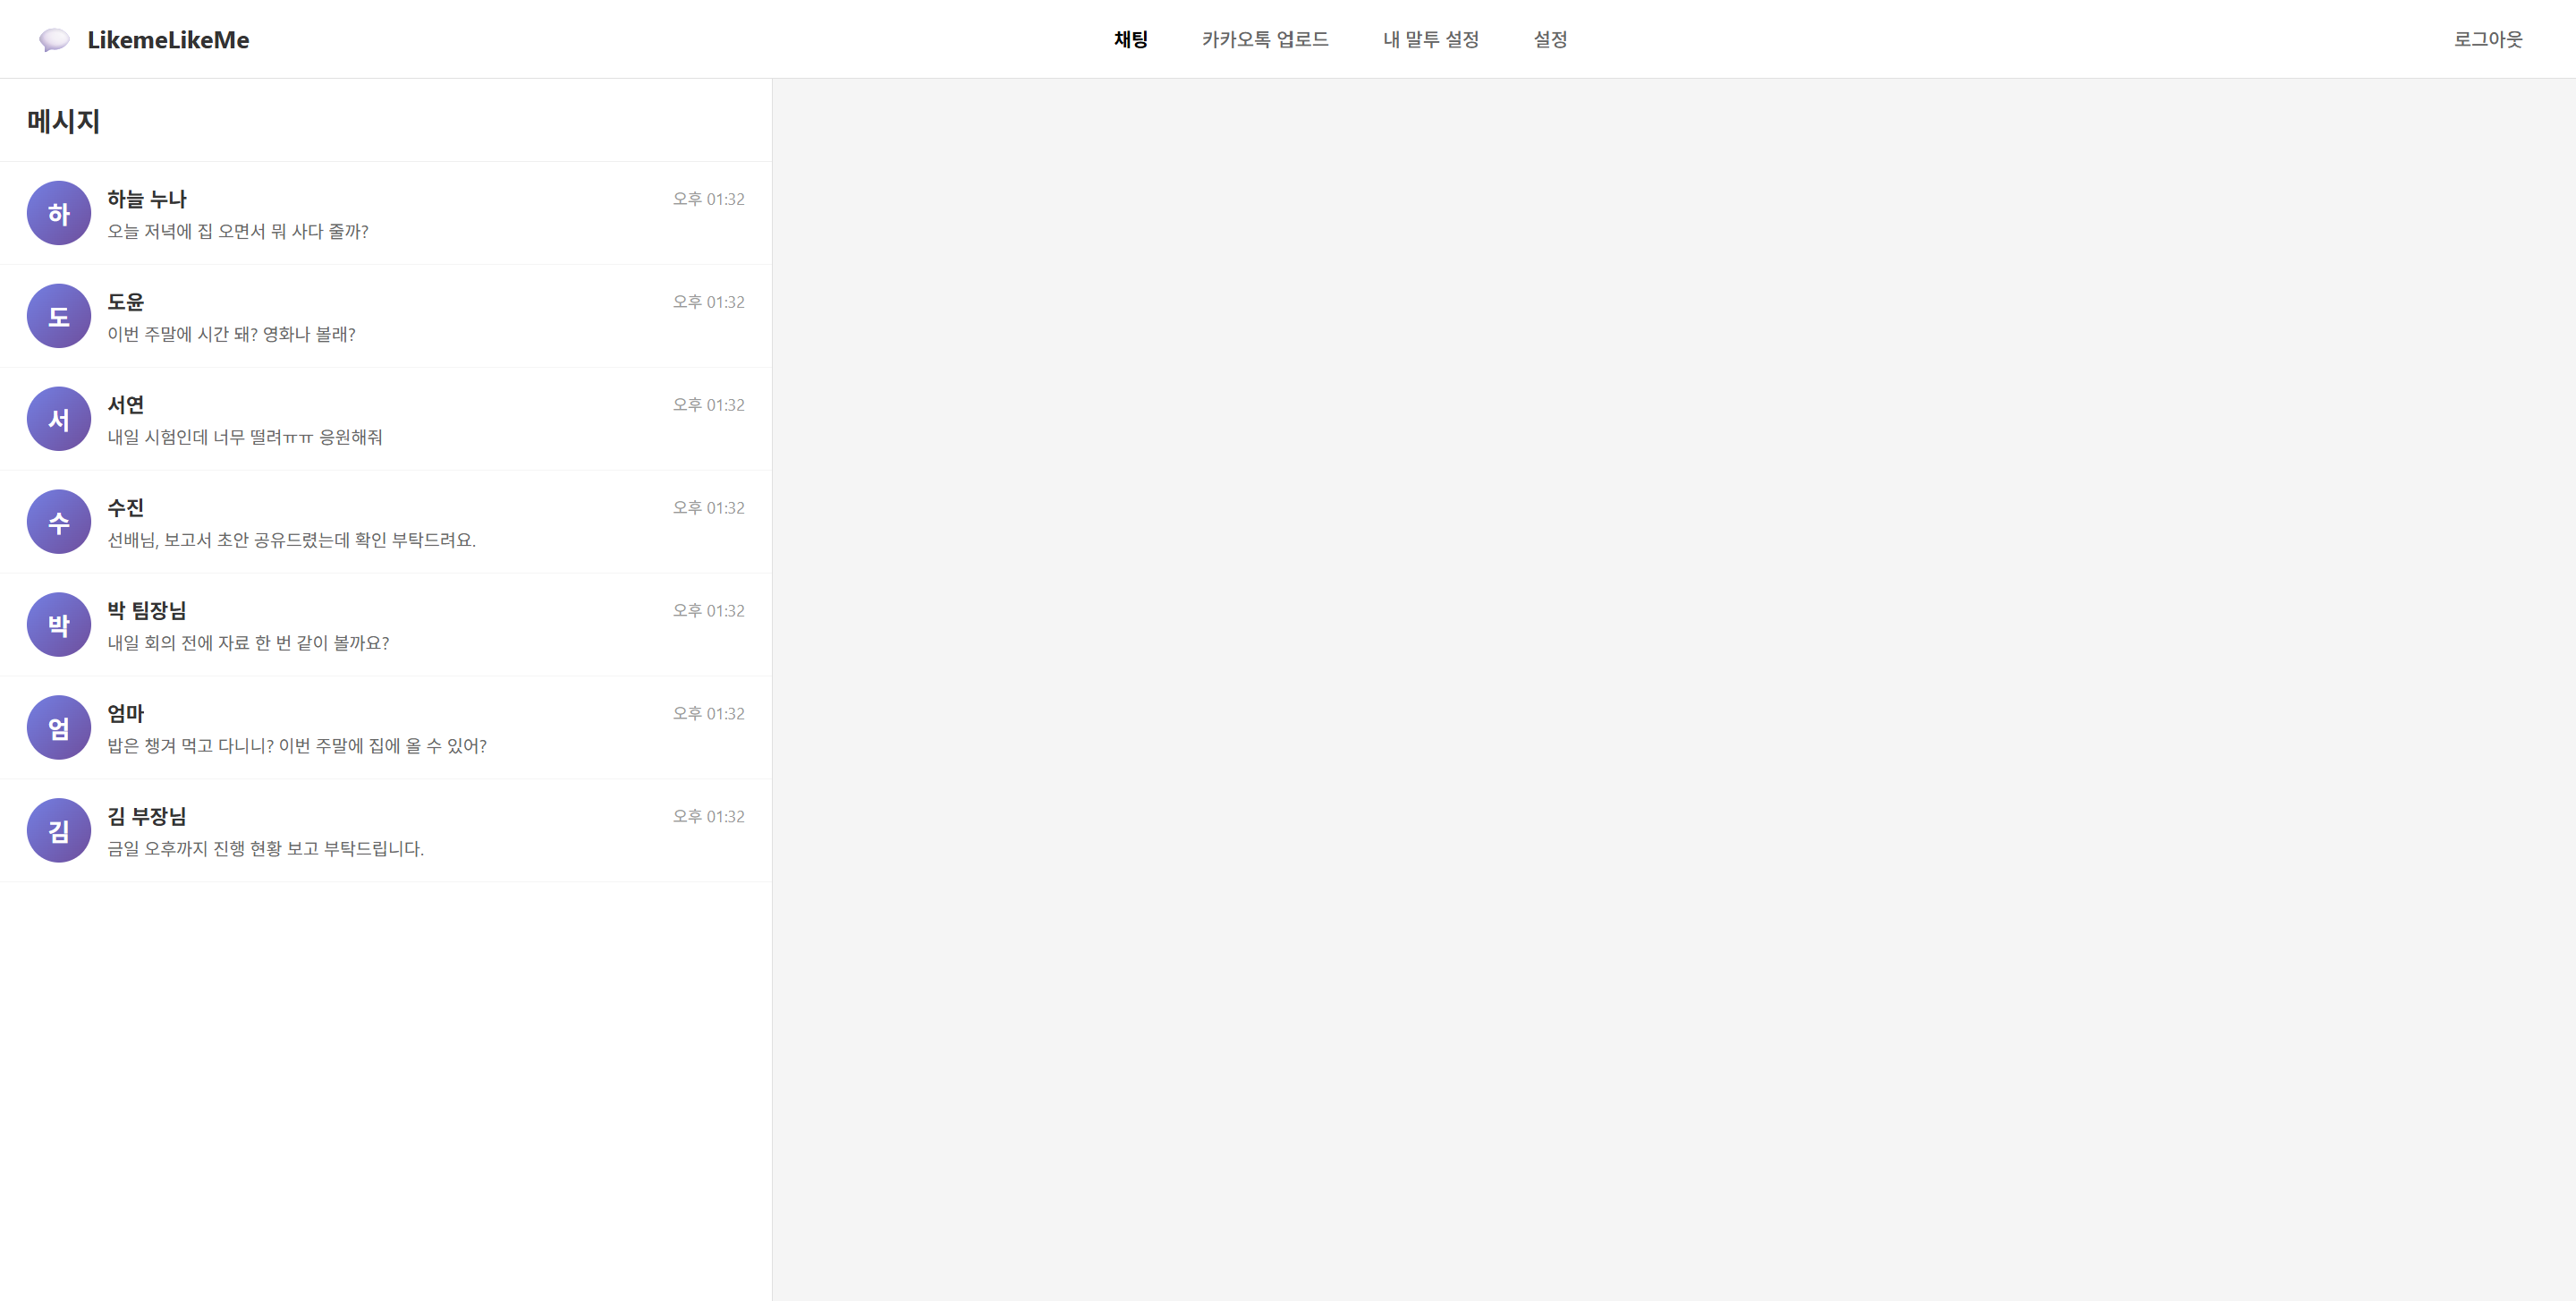 LikemeLikeMe
채팅 카카오톡 업로드 내 말투 설정 설정
로그아웃
메시지
하
하늘 누나
오후 01:32
오늘 저녁에 집 오면서 뭐 사다 줄까?
도
도윤
오후 01:32
이번 주말에 시간 돼? 영화나 볼래?
서
서연
오후 01:32
내일 시험인데 너무 떨려ㅠㅠ 응원해줘
수
수진
오후 01:32
선배님, 보고서 초안 공유드렸는데 확인 부탁드려요.
박
박 팀장님
오후 01:32
내일 회의 전에 자료 한 번 같이 볼까요?
엄
엄마
오후 01:32
밥은 챙겨 먹고 다니니? 이번 주말에 집에 올 수 있어?
김
김 부장님
오후 01:32
금일 오후까지 진행 현황 보고 부탁드립니다.